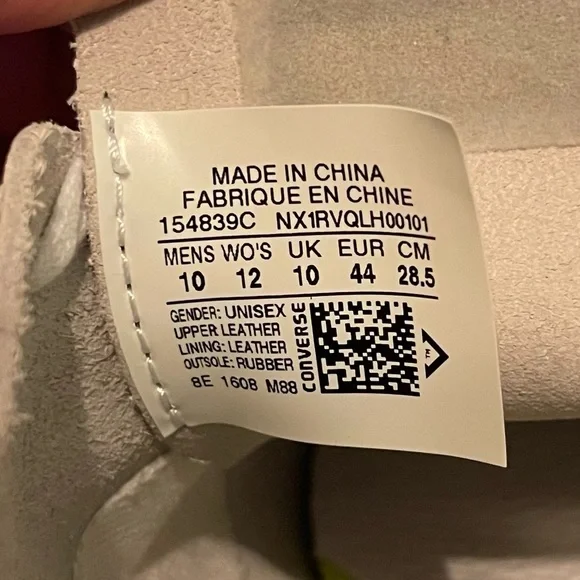 MADE IN CHINA
FABRIQUE EN CHINE
154839C NX1RVQLH00101
MENS WO'S UK EUR CM
10 12 10 44 28.5
GENDER: UNISEX
UPPER: LEATHER
LINING: LEATHER
OUTSOLE: RUBBER
8E 1608 M88
CONVERSE
TM